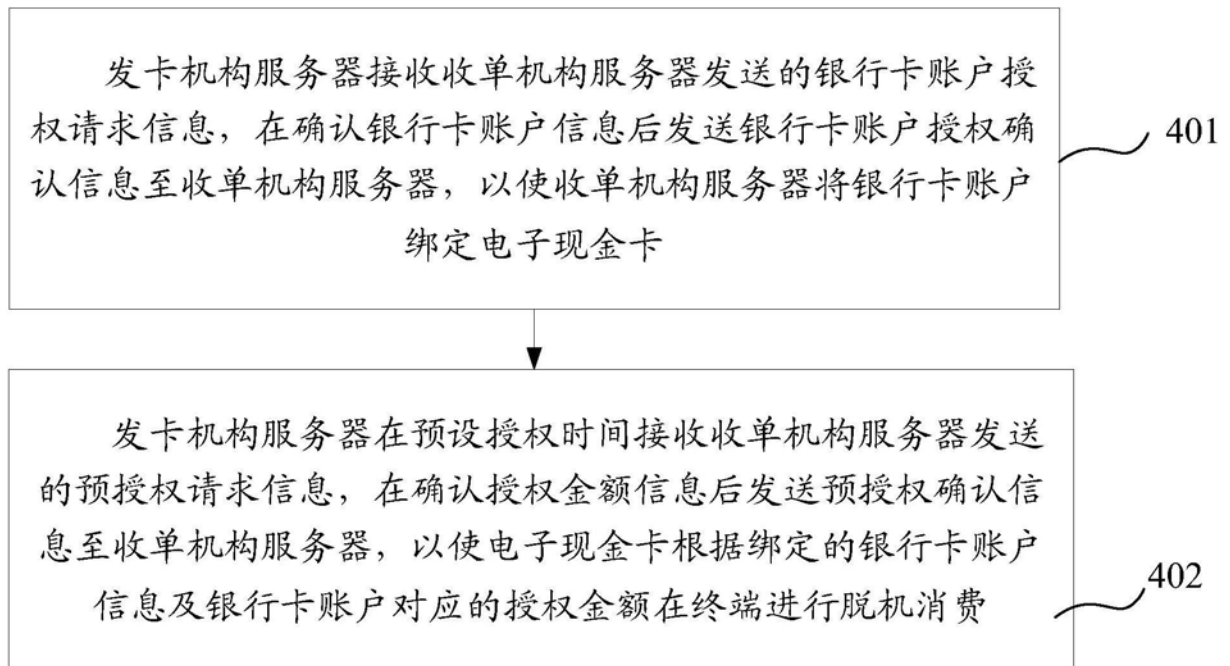 发卡机构服务器接收收单机构服务器发送的银行卡账户授
权请求信息，在确认银行卡账户信息后发送银行卡账户授权确
认信息至收单机构服务器，以使收单机构服务器将银行卡账户
绑定电子现金卡
401
发卡机构服务器在预设授权时间接收收单机构服务器发送
的预授权请求信息，在确认授权金额信息后发送预授权确认信
息至收单机构服务器，以使电子现金卡根据绑定的银行卡账户
信息及银行卡账户对应的授权金额在终端进行脱机消费
402